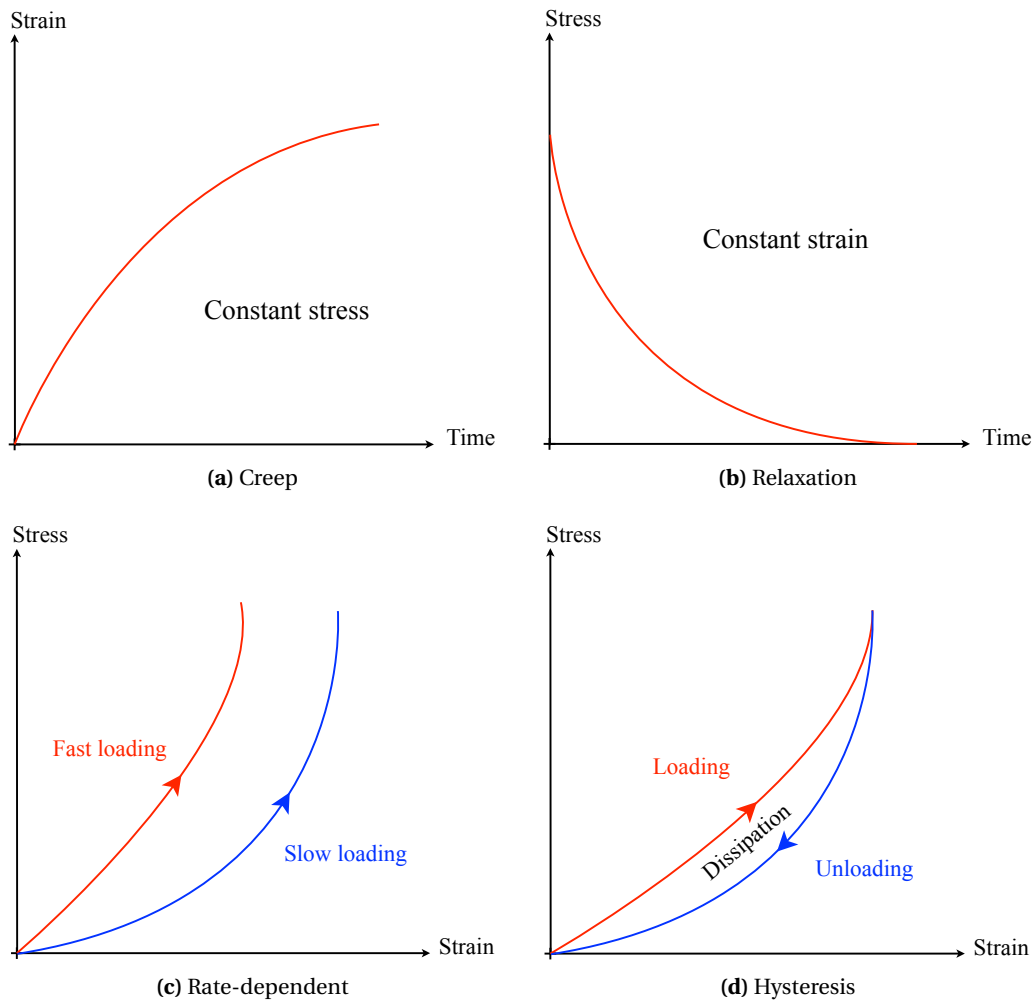 Strain
Constant stress
Time
(a) Creep
Stress
Constant strain
Time
(b) Relaxation
Stress
Fast loading
Slow loading
Strain
(c) Rate-dependent
Stress
Loading
Dissipation
Unloading
Strain
(d) Hysteresis